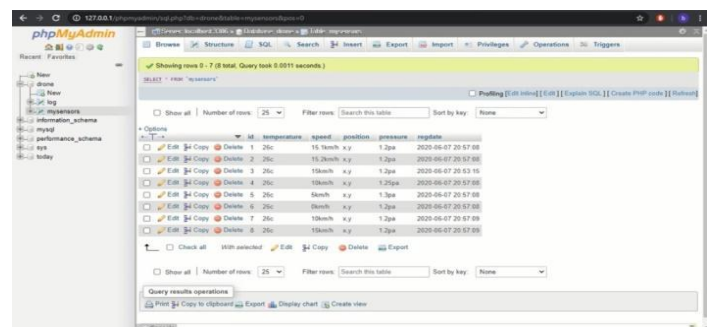 127.0.0.1/phpmyadmin/sql.php?db=drone&table=mysensors&pos=0
phpMyAdmin
Recent Favorites
New
drone
New
log
mysensors
information_schema
mysql
performance_schema
sys
today
Server: localhost:3306 » Database: drone » Table: mysensors
Browse Structure SQL Search Insert Export Import Privileges Operations Triggers
Showing rows 0 - 7 (8 total, Query took 0.0011 seconds.)
SELECT * FROM `mysensors`
Profiling [Edit inline] [ Edit ] [ Explain SQL ] [ Create PHP code ] [ Refresh]
Show all Number of rows: 25 Filter rows: Search this table Sort by key: None
+ Options
id temperature speed position pressure regdate
Edit Copy Delete 1 26c 15.1km/h x,y 1.2pa 2020-06-07 20:57:08
Edit Copy Delete 2 26c 15.2km/h x,y 1.2pa 2020-06-07 20:57:08
Edit Copy Delete 3 26c 15km/h x,y 1.2pa 2020-06-07 20:53:15
Edit Copy Delete 4 26c 10km/h x,y 1.25pa 2020-06-07 20:57:08
Edit Copy Delete 5 26c 5km/h x,y 1.3pa 2020-06-07 20:57:08
Edit Copy Delete 6 26c 0km/h x,y 1.2pa 2020-06-07 20:57:08
Edit Copy Delete 7 26c 10km/h x,y 1.2pa 2020-06-07 20:57:09
Edit Copy Delete 8 26c 15km/h x,y 1.2pa 2020-06-07 20:57:09
Check all With selected: Edit Copy Delete Export
Show all Number of rows: 25 Filter rows: Search this table Sort by key: None
Query results operations
Print Copy to clipboard Export Display chart Create view